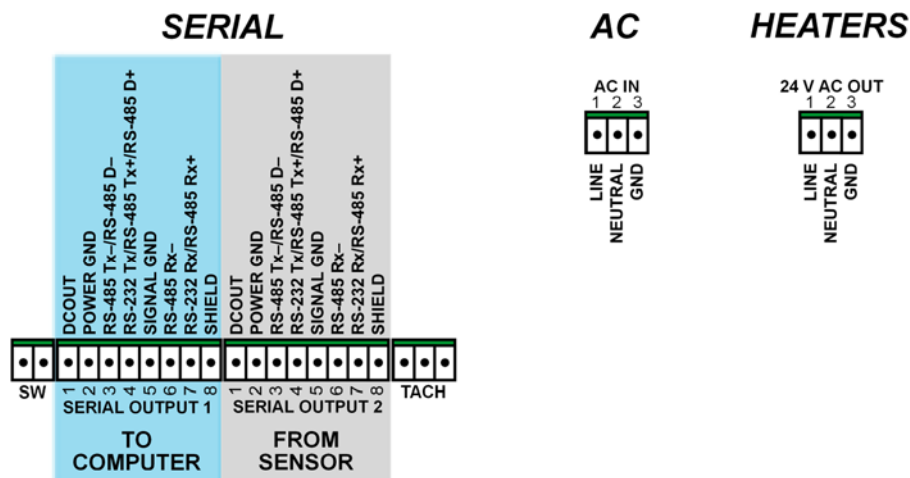 SERIAL
DCOUT
POWER GND
RS-485 Tx–/RS-485 D–
RS-232 Tx/RS-485 Tx+/RS-485 D+
SIGNAL GND
RS-485 Rx–
RS-232 Rx/RS-485 Rx+
SHIELD
DCOUT
POWER GND
RS-485 Tx–/RS-485 D–
RS-232 Tx/RS-485 Tx+/RS-485 D+
SIGNAL GND
RS-485 Rx–
RS-232 Rx/RS-485 Rx+
SHIELD
SW
1 2 3 4 5 6 7 8
SERIAL OUTPUT 1
1 2 3 4 5 6 7 8
SERIAL OUTPUT 2
TACH
TO
COMPUTER
FROM
SENSOR
AC
AC IN
1 2 3
LINE
NEUTRAL
GND
HEATERS
24 V AC OUT
1 2 3
LINE
NEUTRAL
GND